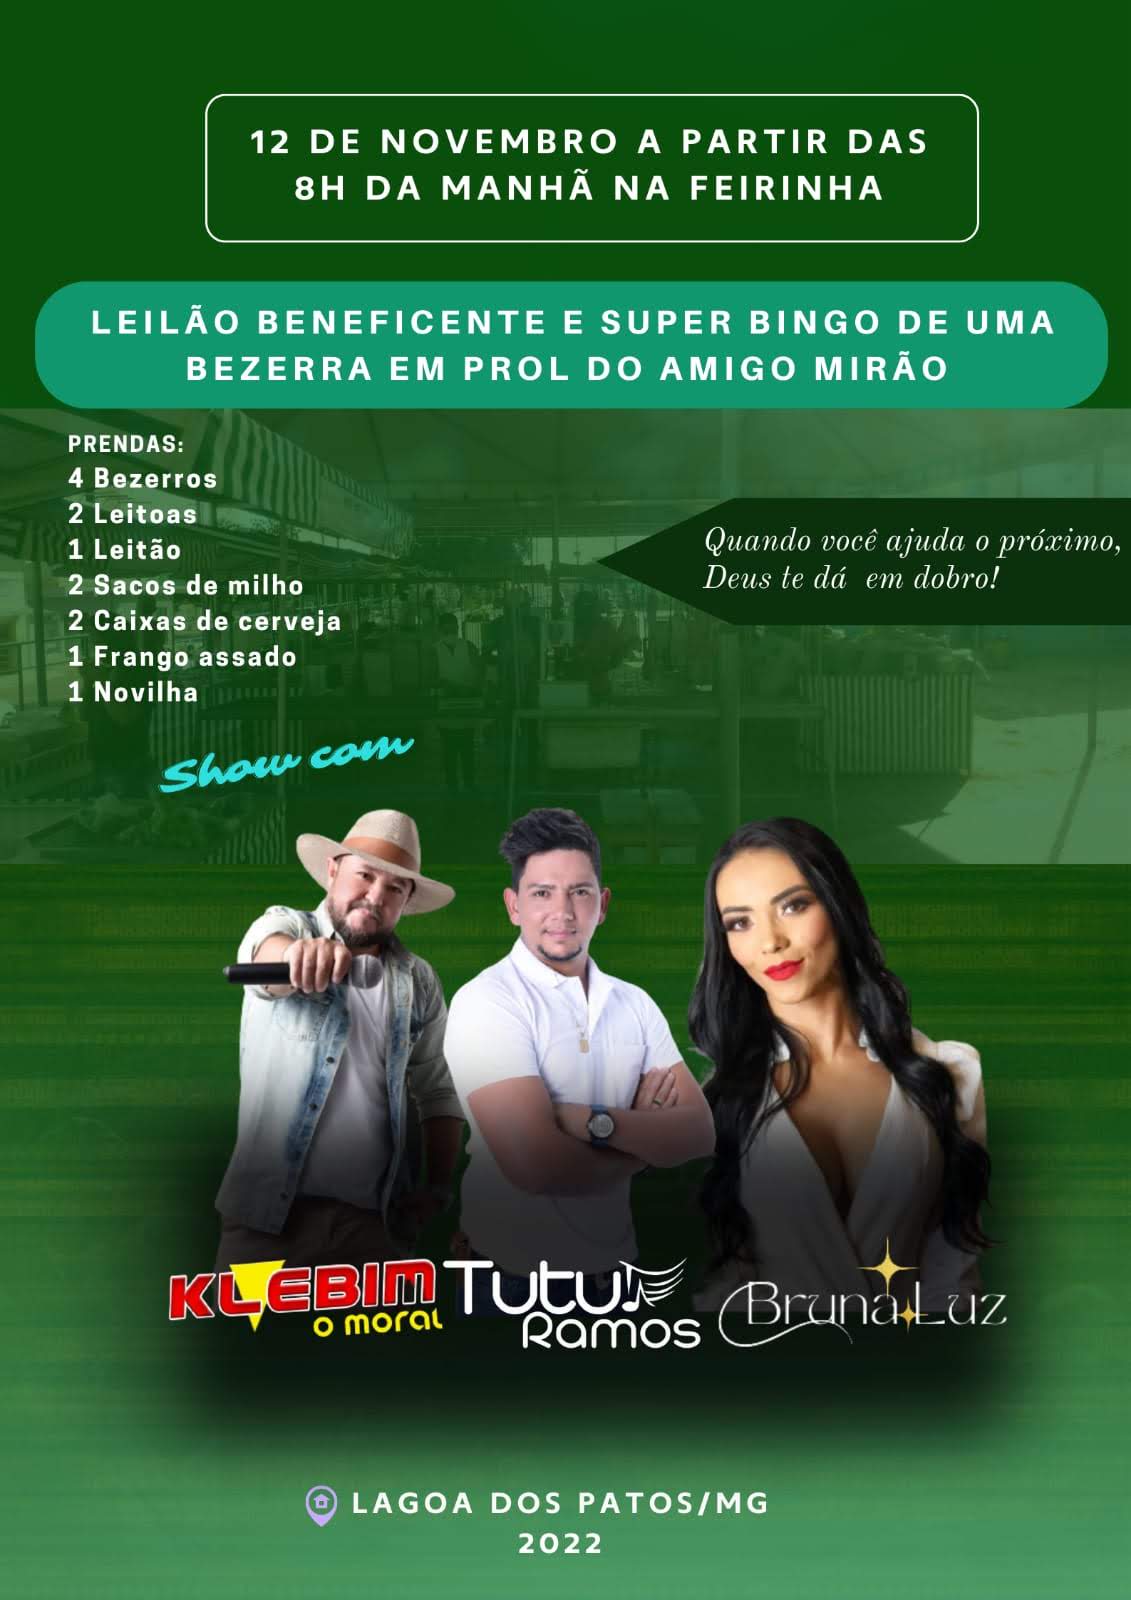 12 DE NOVEMBRO A PARTIR DAS
8H DA MANHÃ NA FEIRINHA
LEILÃO BENEFICENTE E SUPER BINGO DE UMA
BEZERRA EM PROL DO AMIGO MIRÃO
PRENDAS:
4 Bezerros
2 Leitoas
1 Leitão
2 Sacos de milho
2 Caixas de cerveja
1 Frango assado
1 Novilha
Quando você ajuda o próximo,
Deus te dá em dobro!
Show com
KLEBIM
O MORAL
TUTU
RAMOS
Bruna Luz
LAGOA DOS PATOS/MG
2022